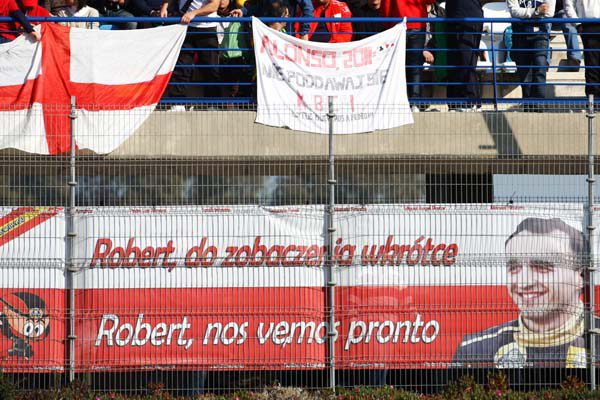 ALONSO, 2011
NIE PODDAWAJ SIĘ
Robert, do zobaczenia wkrótce
Robert, nos vemos pronto